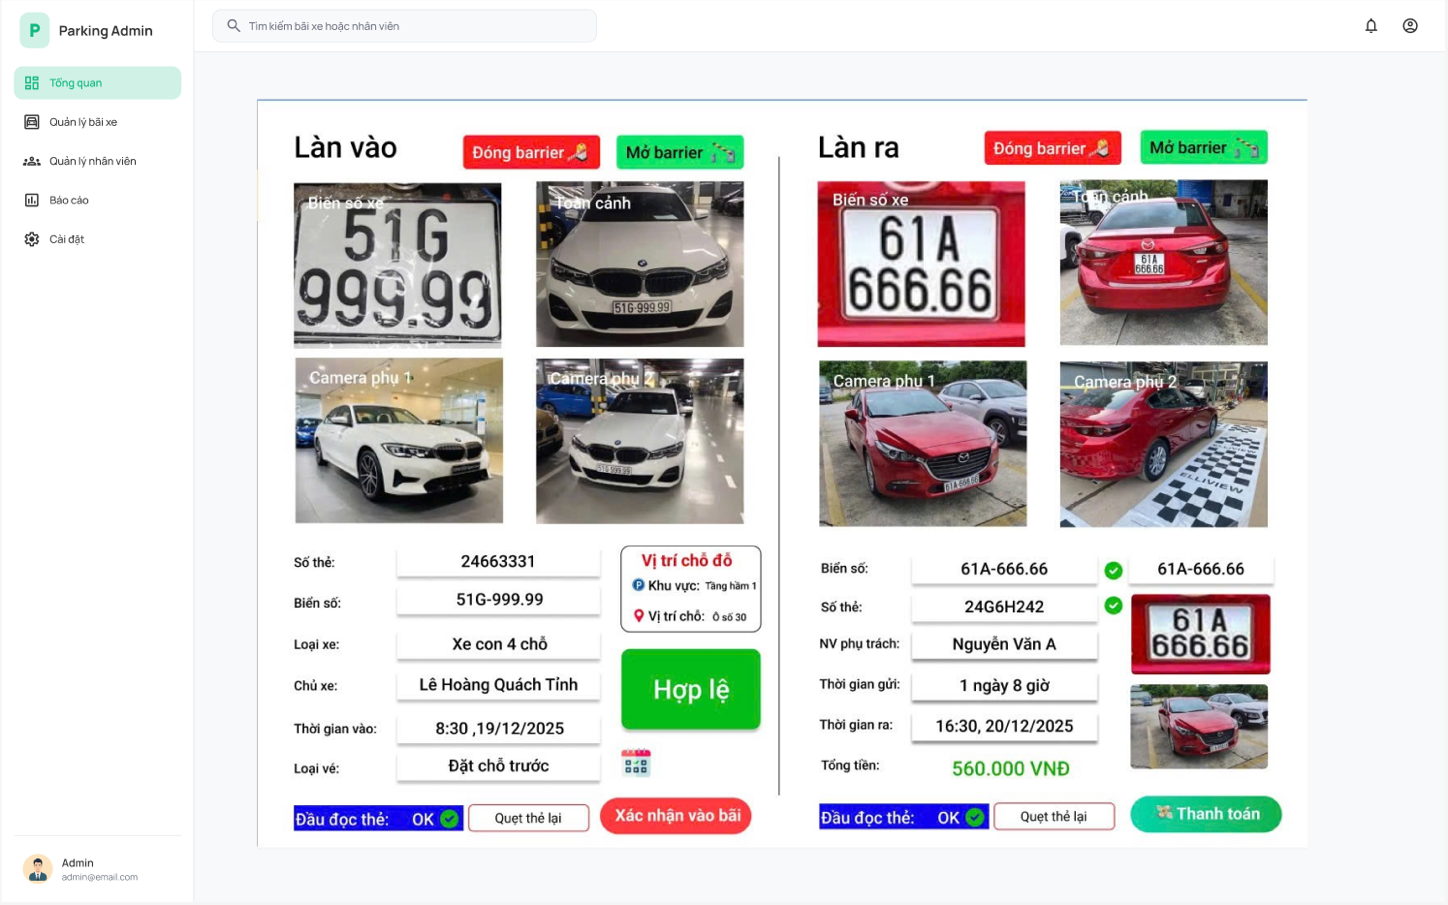 P Parking Admin
Tìm kiếm bãi xe hoặc nhân viên
Tổng quan
Quản lý bãi xe
Quản lý nhân viên
Báo cáo
Cài đặt
Admin
admin@email.com
Làn vào
Đóng barrier
Mở barrier
Biển số xe
51G
999.99
Toàn cảnh
51G-999.99
Camera phụ 1
Camera phụ 2
51G-999.99
Số thẻ: 24663331
Biển số: 51G-999.99
Loại xe: Xe con 4 chỗ
Chủ xe: Lê Hoàng Quách Tỉnh
Thời gian vào: 8:30 ,19/12/2025
Loại vé: Đặt chỗ trước
Vị trí chỗ đỗ
P Khu vực: Tầng hầm 1
Vị trí chỗ: Ô số 30
Hợp lệ
Đầu đọc thẻ: OK
Quẹt thẻ lại
Xác nhận vào bãi
Làn ra
Đóng barrier
Mở barrier
Biển số xe
61A
666.66
Toàn cảnh
61A
666.66
Camera phụ 1
61A-666.66
Camera phụ 2
ELLIVIEW
Biển số: 61A-666.66
61A-666.66
Số thẻ: 24G6H242
61A
666.66
NV phụ trách: Nguyễn Văn A
Thời gian gửi: 1 ngày 8 giờ
Thời gian ra: 16:30, 20/12/2025
Tổng tiền: 560.000 VNĐ
Đầu đọc thẻ: OK
Quẹt thẻ lại
Thanh toán